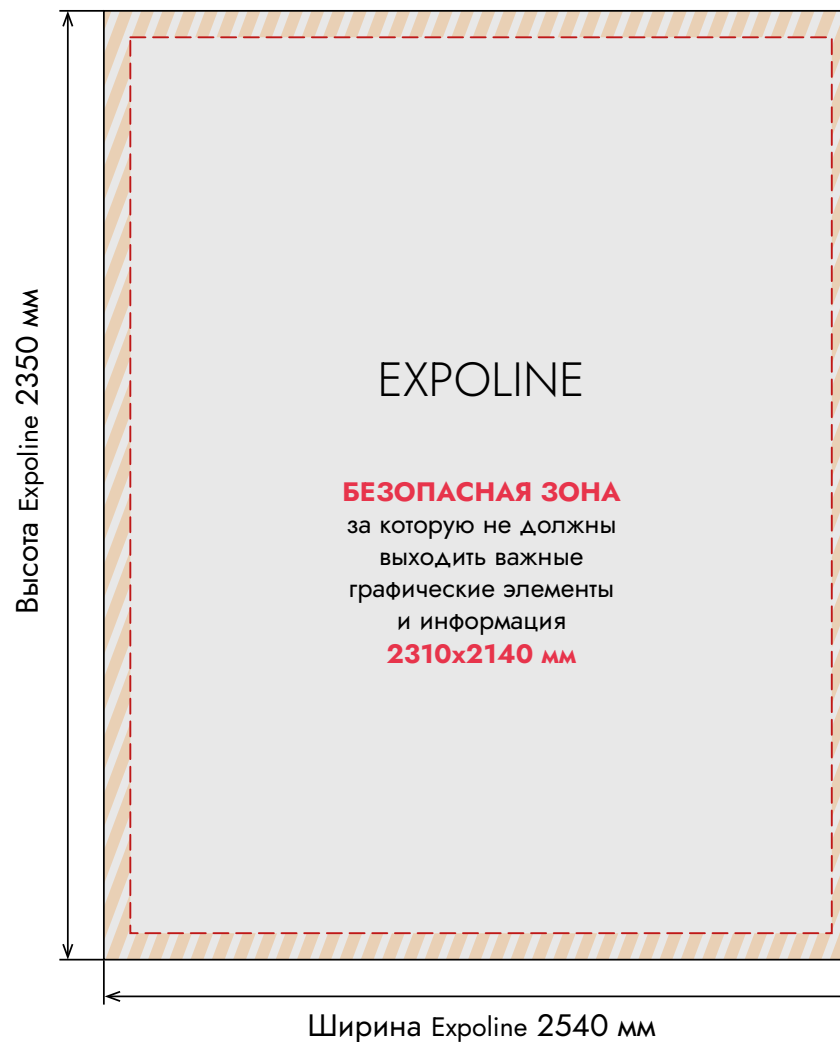 Высота Expoline 2350 мм
EXPOLINE
БЕЗОПАСНАЯ ЗОНА
за которую не должны
выходить важные
графические элементы
и информация
2310x2140 мм
Ширина Expoline 2540 мм